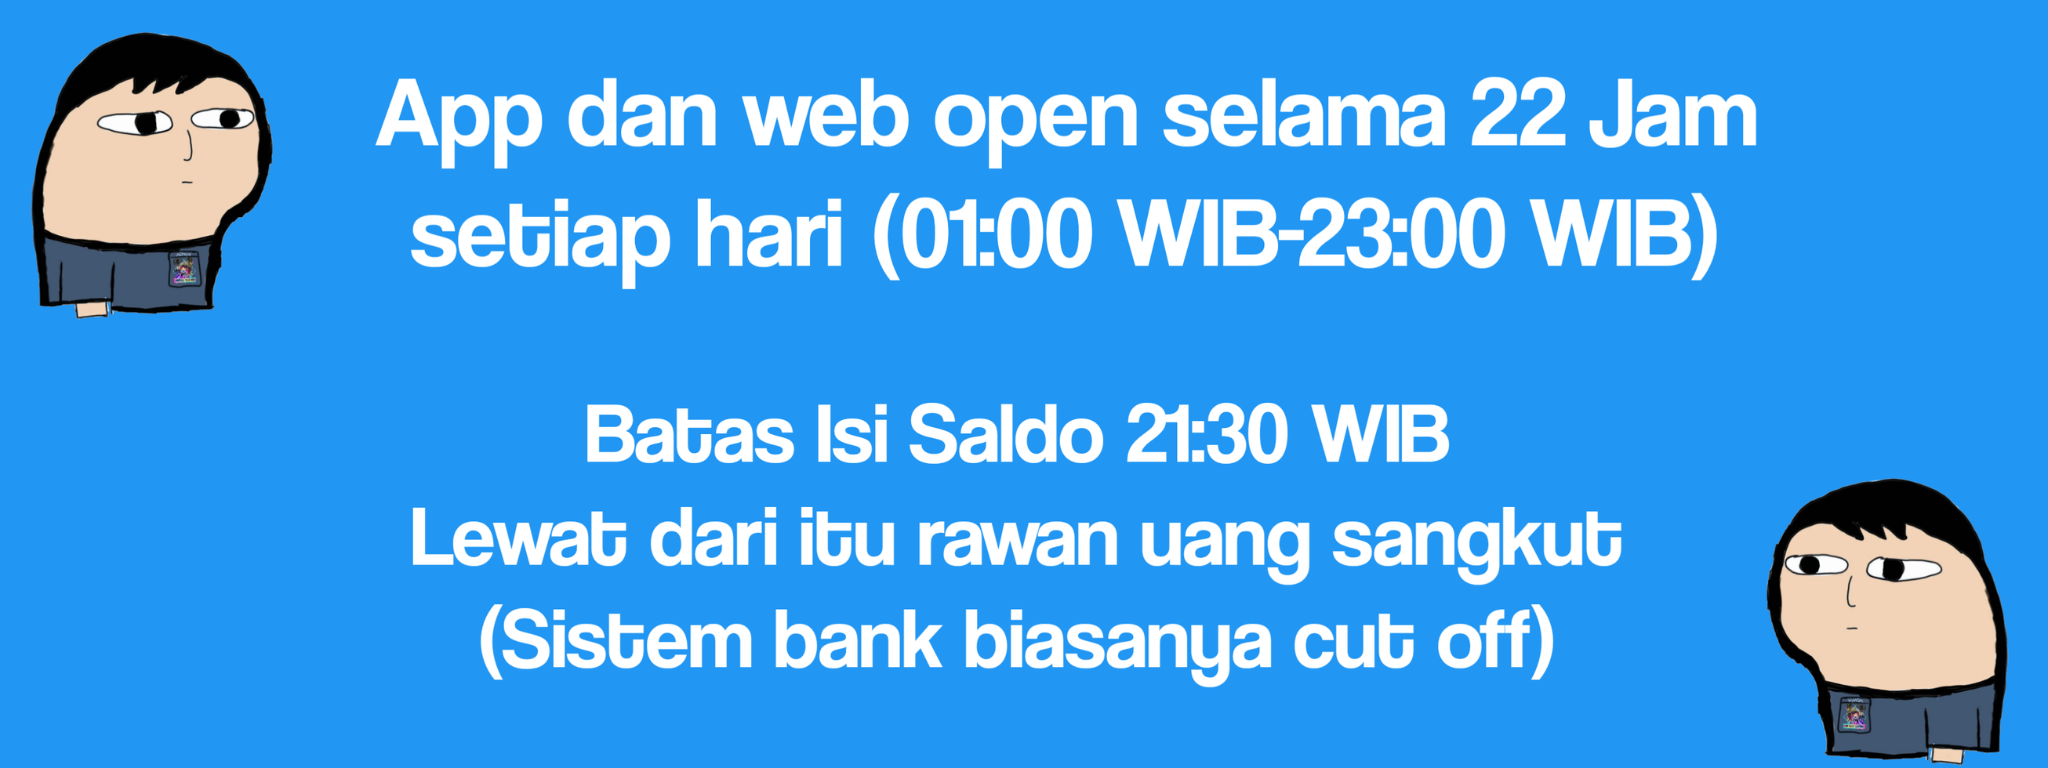 App dan web open selama 22 Jam
setiap hari (01:00 WIB-23:00 WIB)
Batas Isi Saldo 21:30 WIB
Lewat dari itu rawan uang sangkut
(Sistem bank biasanya cut off)